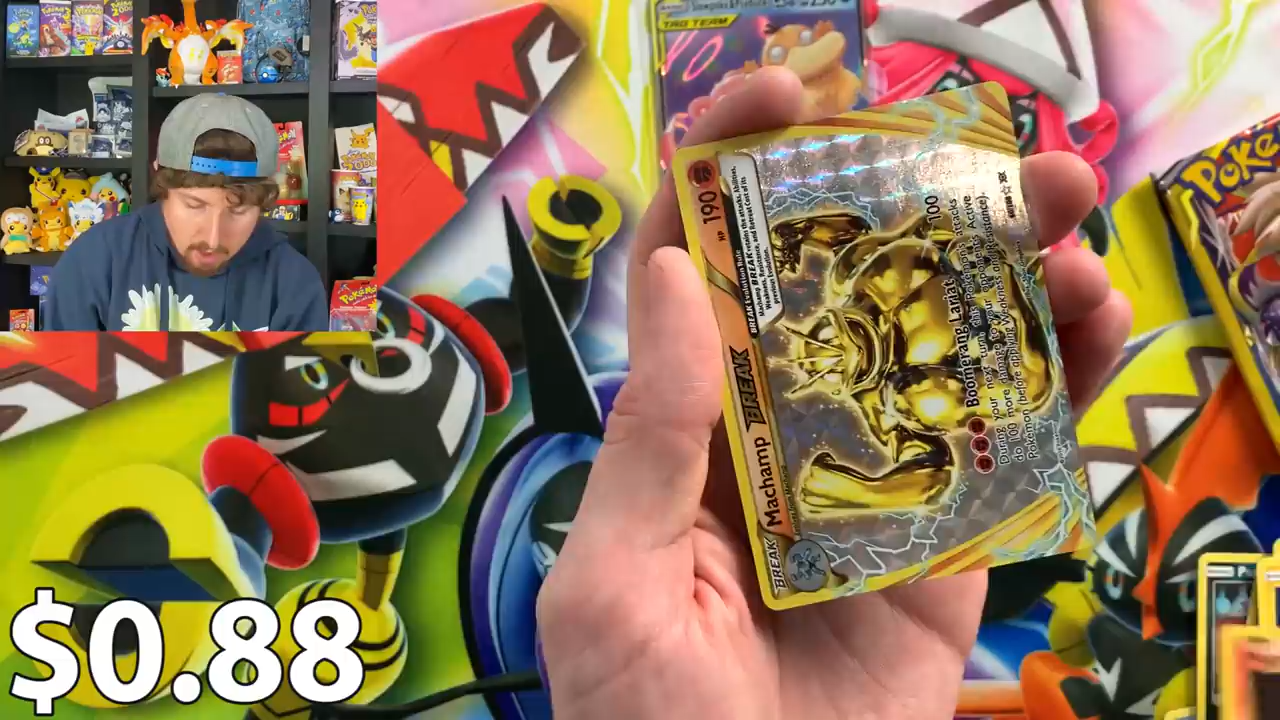 TAG TEAM
POKé
BREAK Machamp BREAK
HP 190
BREAK Evolution Rule
Machamp BREAK retains the attacks, Abilities,
Weakness, Resistance, and Retreat Cost of its
previous Evolution.
Boomerang Lariat 100
During your next turn, this Pokémon's attacks
do 100 more damage to your opponent's Active
Pokémon (before applying Weakness and Resistance).
$0.88